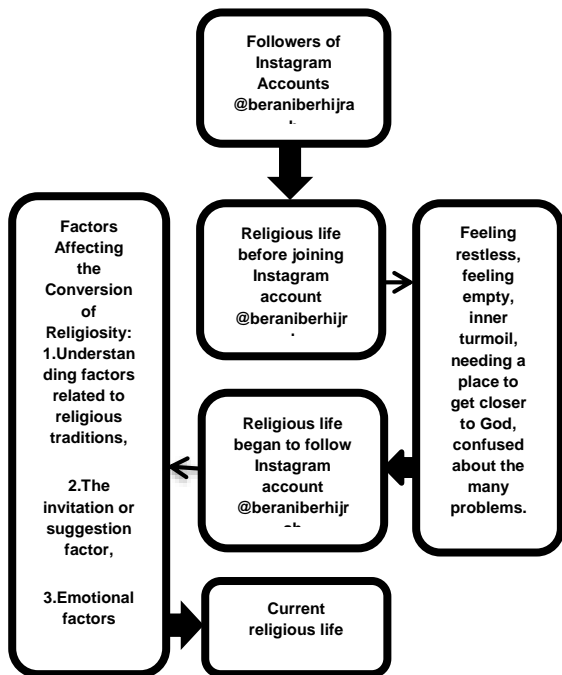 Followers of
Instagram
Accounts
@beraniberhijra
Religious life
before joining
Instagram
account
@beraniberhijr
Feeling
restless,
feeling
empty,
inner
turmoil,
needing a
place to
get closer
to God,
confused
about the
many
problems.
Religious life
began to follow
Instagram
account
@beraniberhijr
Factors
Affecting
the
Conversion
of
Religiosity:
1.Understan
ding factors
related to
religious
traditions,
2.The
invitation or
suggestion
factor,
3.Emotional
factors
Current
religious life